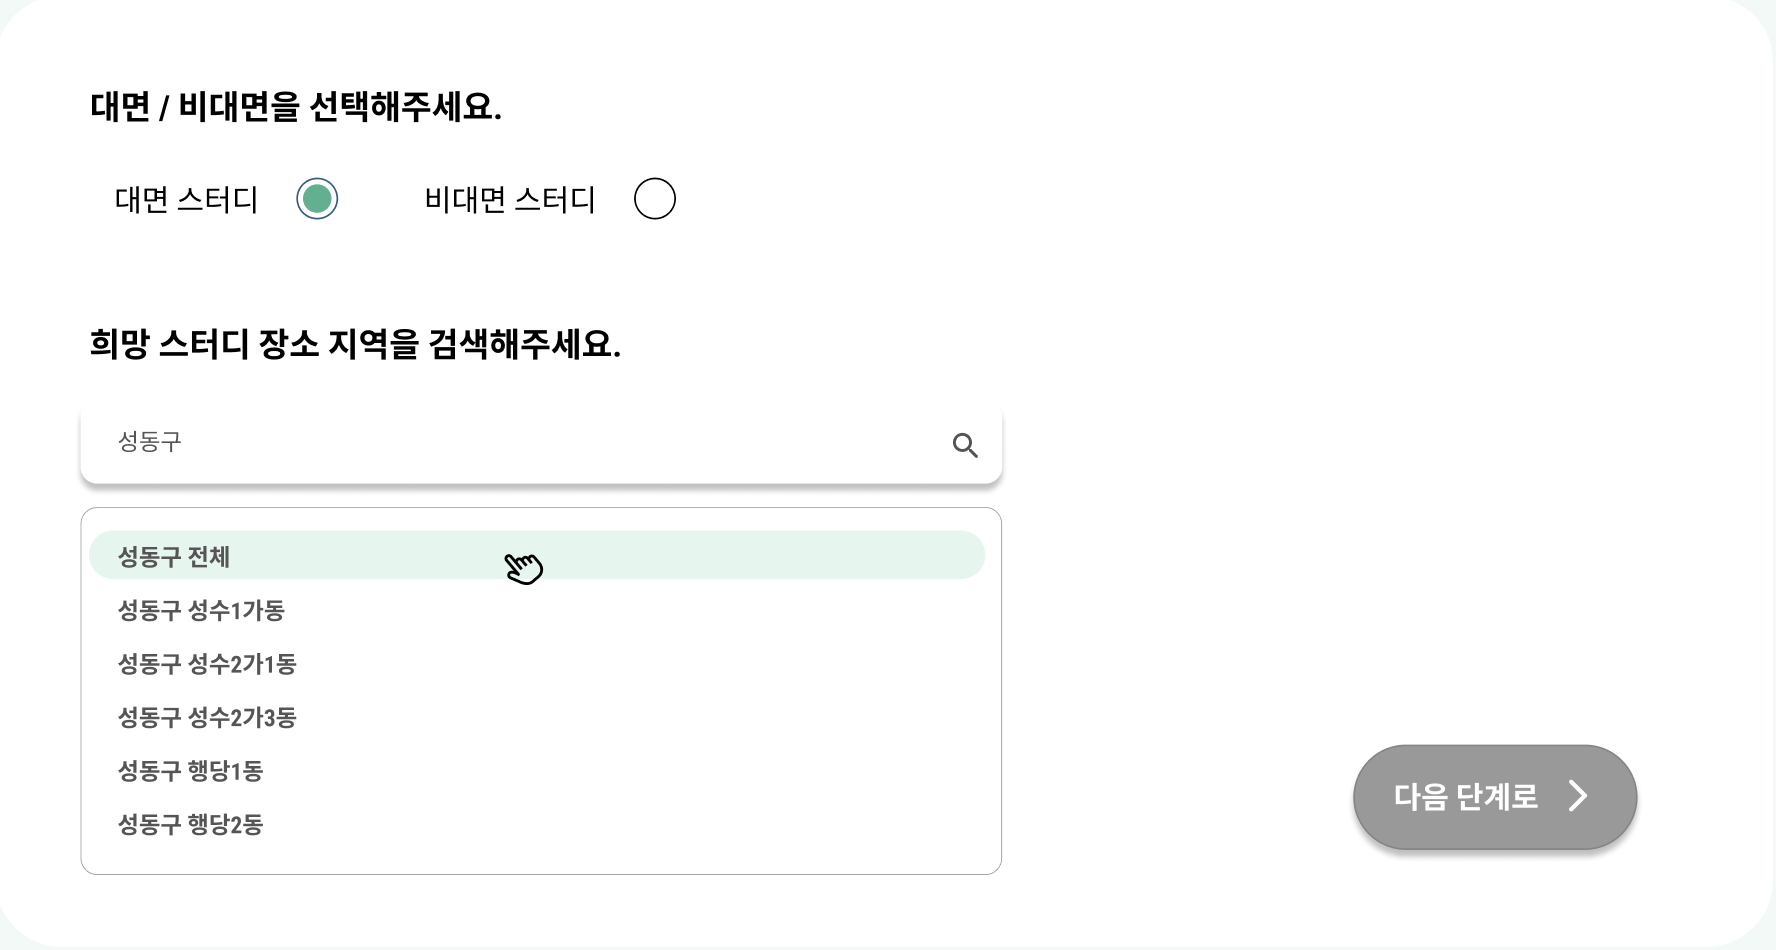 대면 / 비대면을 선택해주세요.
대면 스터디 비대면 스터디
희망 스터디 장소 지역을 검색해주세요.
성동구
성동구 전체
성동구 성수1가동
성동구 성수2가1동
성동구 성수2가3동
성동구 행당1동
성동구 행당2동
다음 단계로